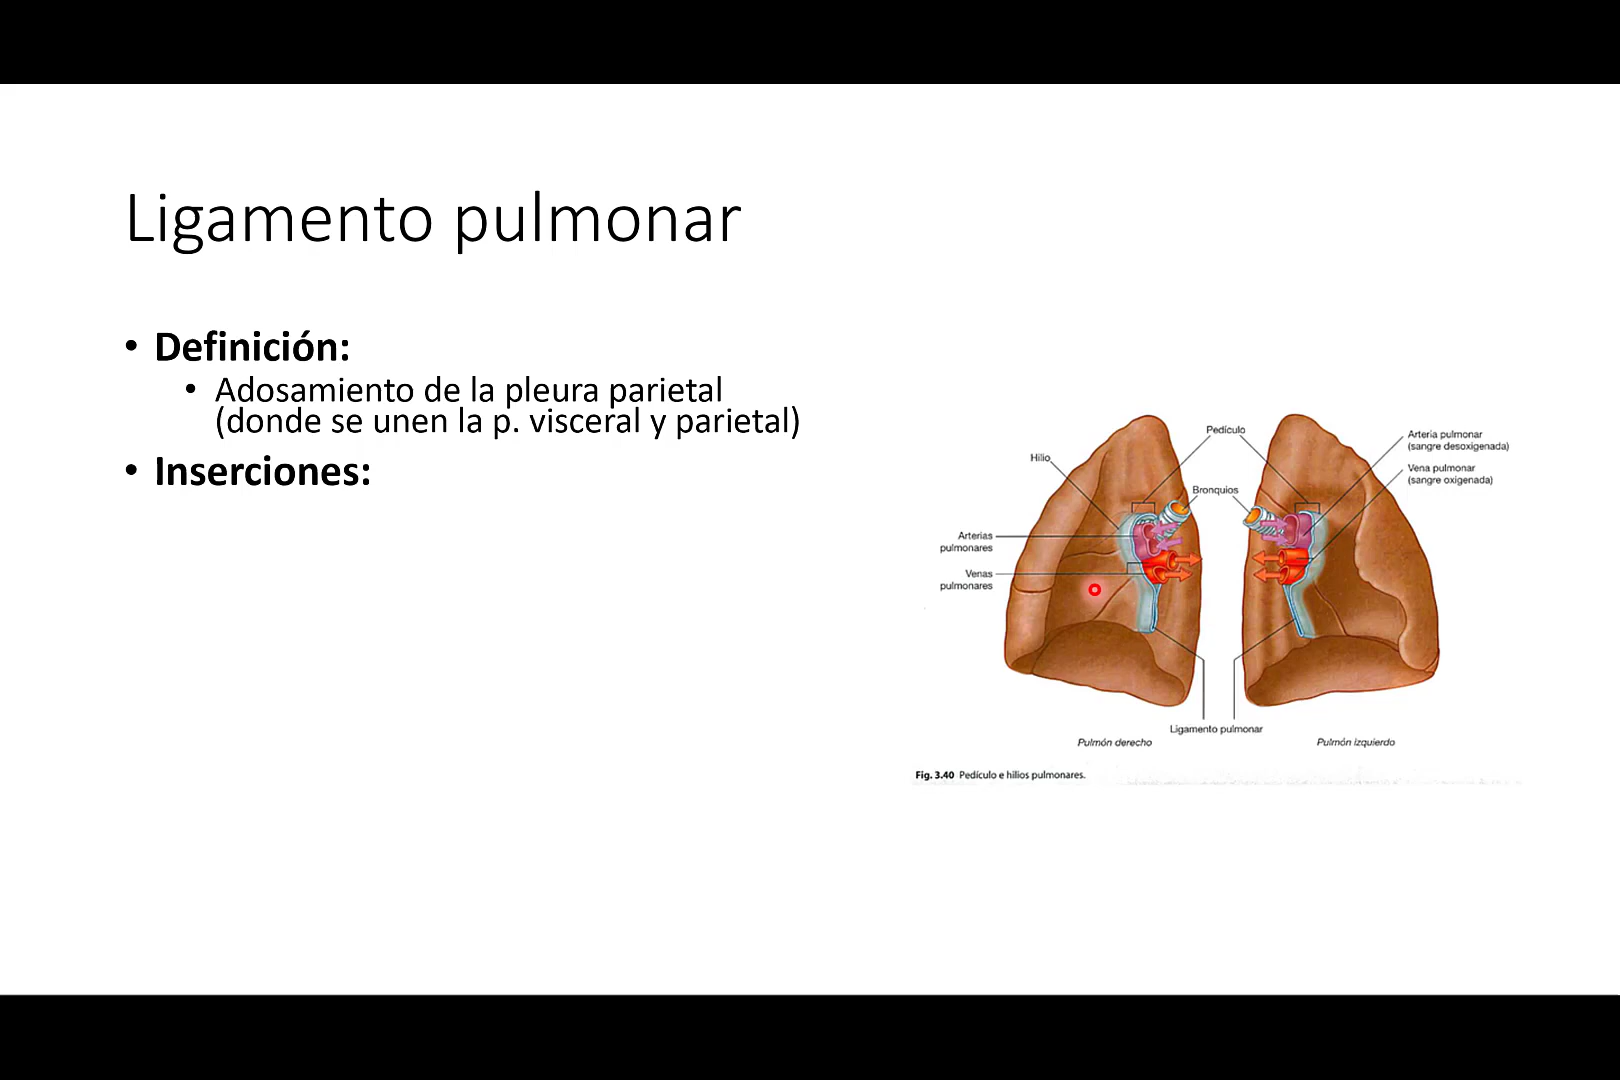 Ligamento pulmonar
• Definición:
• Adosamiento de la pleura parietal
(donde se unen la p. visceral y parietal)
• Inserciones:
Pedículo
Hilio
Bronquios
Arteria pulmonar
(sangre desoxigenada)
Vena pulmonar
(sangre oxigenada)
Arterias
pulmonares
Venas
pulmonares
Ligamento pulmonar
Pulmón derecho
Pulmón izquierdo
Fig. 3.40 Pedículo e hilios pulmonares.